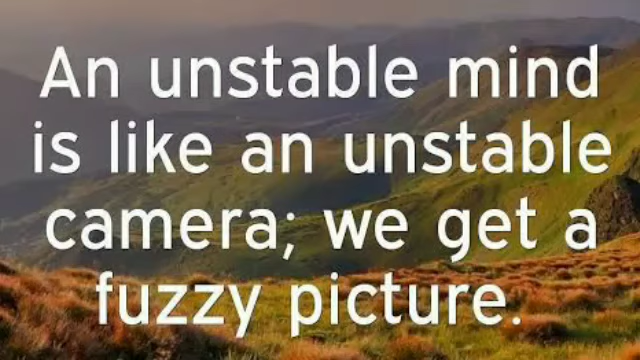 An unstable mind
is like an unstable
camera; we get a
fuzzy picture.